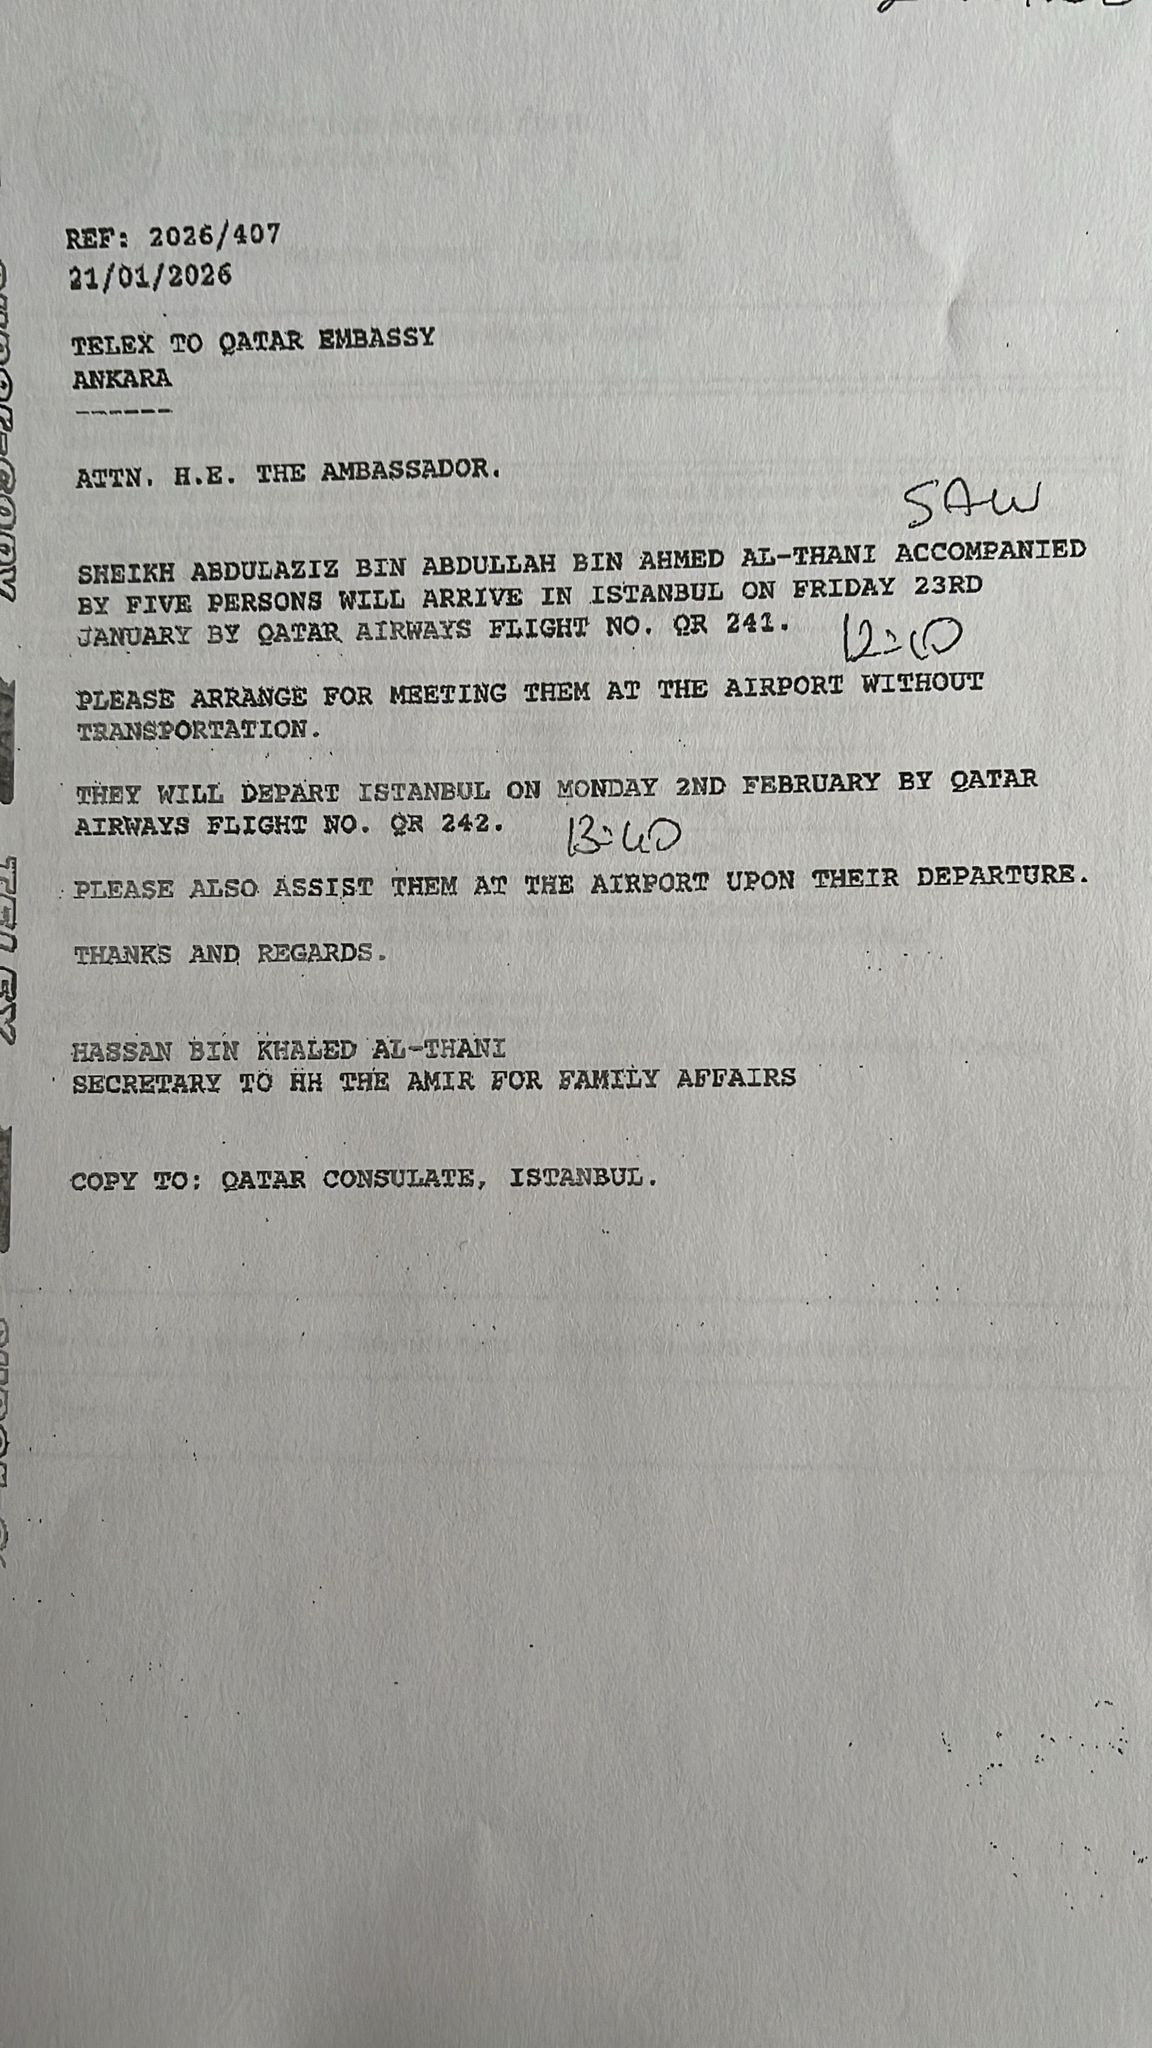 REF: 2026/407
21/01/2026
TELEX TO QATAR EMBASSY
ANKARA
------
ATTN. H.E. THE AMBASSADOR.
SAW
SHEIKH ABDULAZIZ BIN ABDULLAH BIN AHMED AL-THANI ACCOMPANIED
BY FIVE PERSONS WILL ARRIVE IN ISTANBUL ON FRIDAY 23RD
JANUARY BY QATAR AIRWAYS FLIGHT NO. QR 241. 12:10
PLEASE ARRANGE FOR MEETING THEM AT THE AIRPORT WITHOUT
TRANSPORTATION.
THEY WILL DEPART ISTANBUL ON MONDAY 2ND FEBRUARY BY QATAR
AIRWAYS FLIGHT NO. QR 242. 13:40
PLEASE ALSO ASSIST THEM AT THE AIRPORT UPON THEIR DEPARTURE.
THANKS AND REGARDS.
HASSAN BIN KHALED AL-THANI
SECRETARY TO HH THE AMIR FOR FAMILY AFFAIRS
COPY TO: QATAR CONSULATE, ISTANBUL.
TELEX